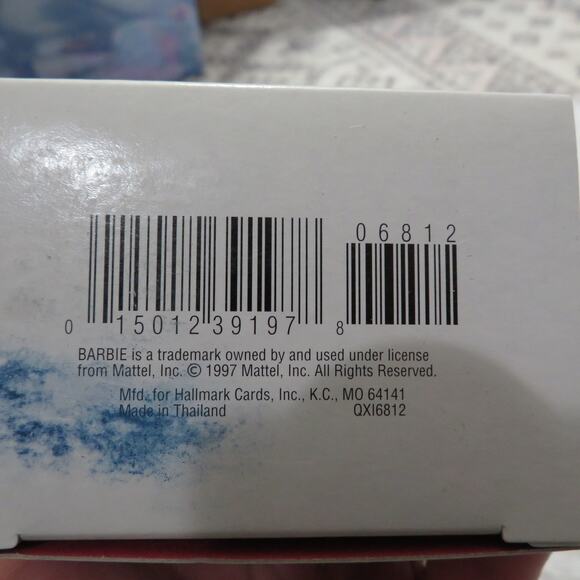 06812
0 15012 39197 8
BARBIE is a trademark owned by and used under license
from Mattel, Inc. © 1997 Mattel, Inc. All Rights Reserved.
Mfd. for Hallmark Cards, Inc., K.C., MO 64141
Made in Thailand QXI6812